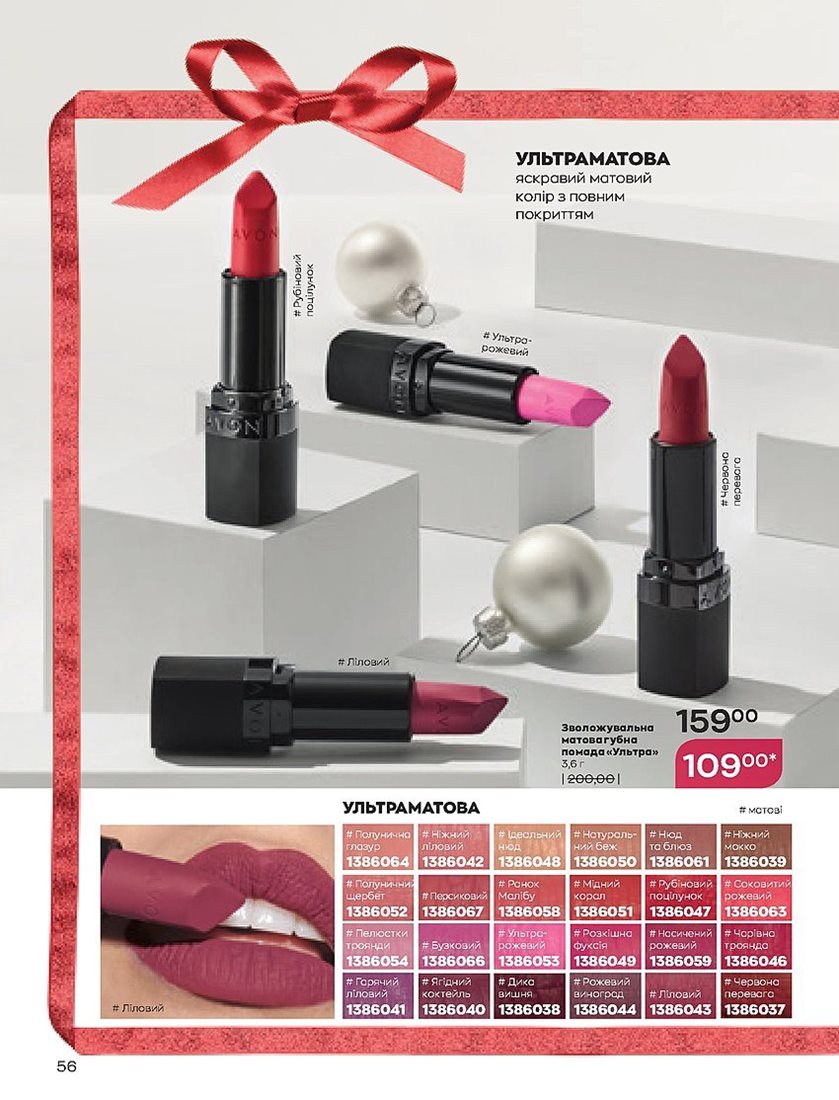 УЛЬТРАМАТОВА
яскравий матовий
колір з повним
покриттям
AVON
# Рубіновий
поцілунок
# Ультра-
рожевий
AVON
AVON
AVON
# Червона
перевага
# Ліловий
Зволожувальна
матова губна
помада «Ультра»
3,6 г
| 200,00 |
159⁰⁰
109⁰⁰*
УЛЬТРАМАТОВА
# матові
# Полунична глазур 1386064
# Ніжний ліловий 1386042
# Ідеальний нюд 1386048
# Натураль-ний беж 1386050
# Нюд та блюз 1386061
# Ніжний мокко 1386039
# Полуничний щербет 1386052
# Персиковий 1386067
# Ранок Малібу 1386058
# Мідний корал 1386051
# Рубіновий поцілунок 1386047
# Соковитий рожевий 1386063
# Пелюстки троянди 1386054
# Бузковий 1386066
# Ультра-рожевий 1386053
# Розкішна фуксія 1386049
# Насичений рожевий 1386059
# Чарівна троянда 1386046
# Гарячий ліловий 1386041
# Ягідний коктейль 1386040
# Дика вишня 1386038
# Рожевий виноград 1386044
# Ліловий 1386043
# Червона перевага 1386037
# Ліловий
56